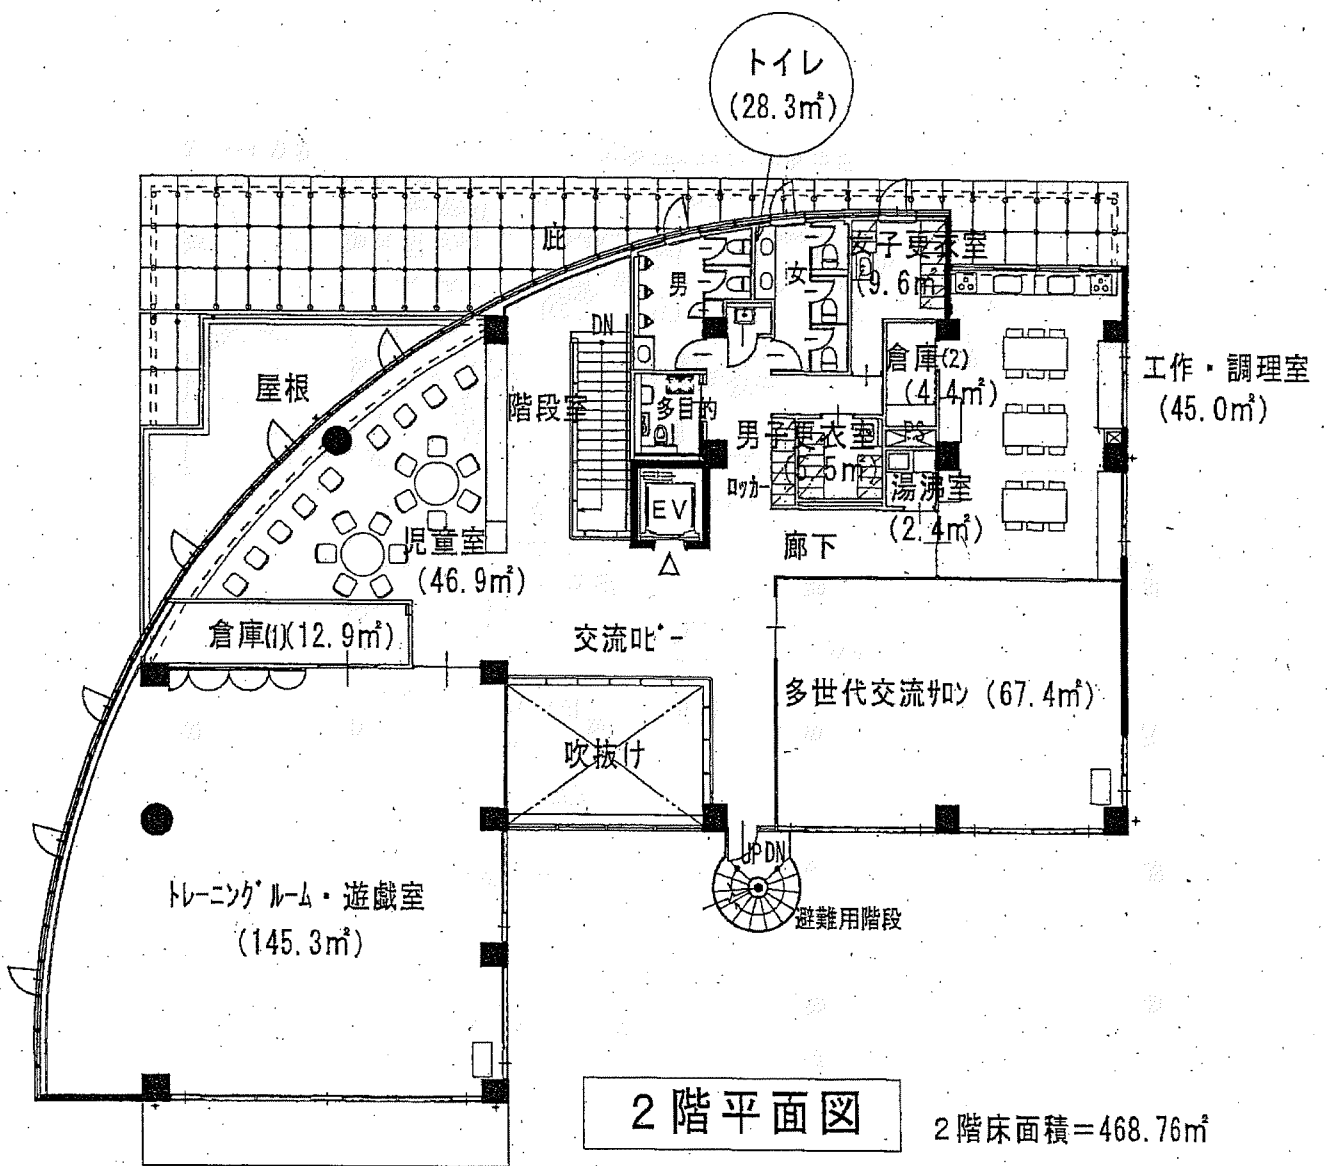 トイレ
(28.3㎡)
庇
男
女
女子更衣室
(9.6㎡)
DN
屋根
階段室
多目的
倉庫(2)
(4.4㎡)
工作・調理室
(45.0㎡)
男子更衣室
(5.5㎡)
PS
ロッカー
EV
湯沸室
(2.4㎡)
児童室
(46.9㎡)
廊下
倉庫(1)(12.9㎡)
交流ロビー
多世代交流サロン (67.4㎡)
吹抜け
UP DN
トレーニングルーム・遊戯室
(145.3㎡)
避難用階段
2階平面図
2階床面積=468.76㎡